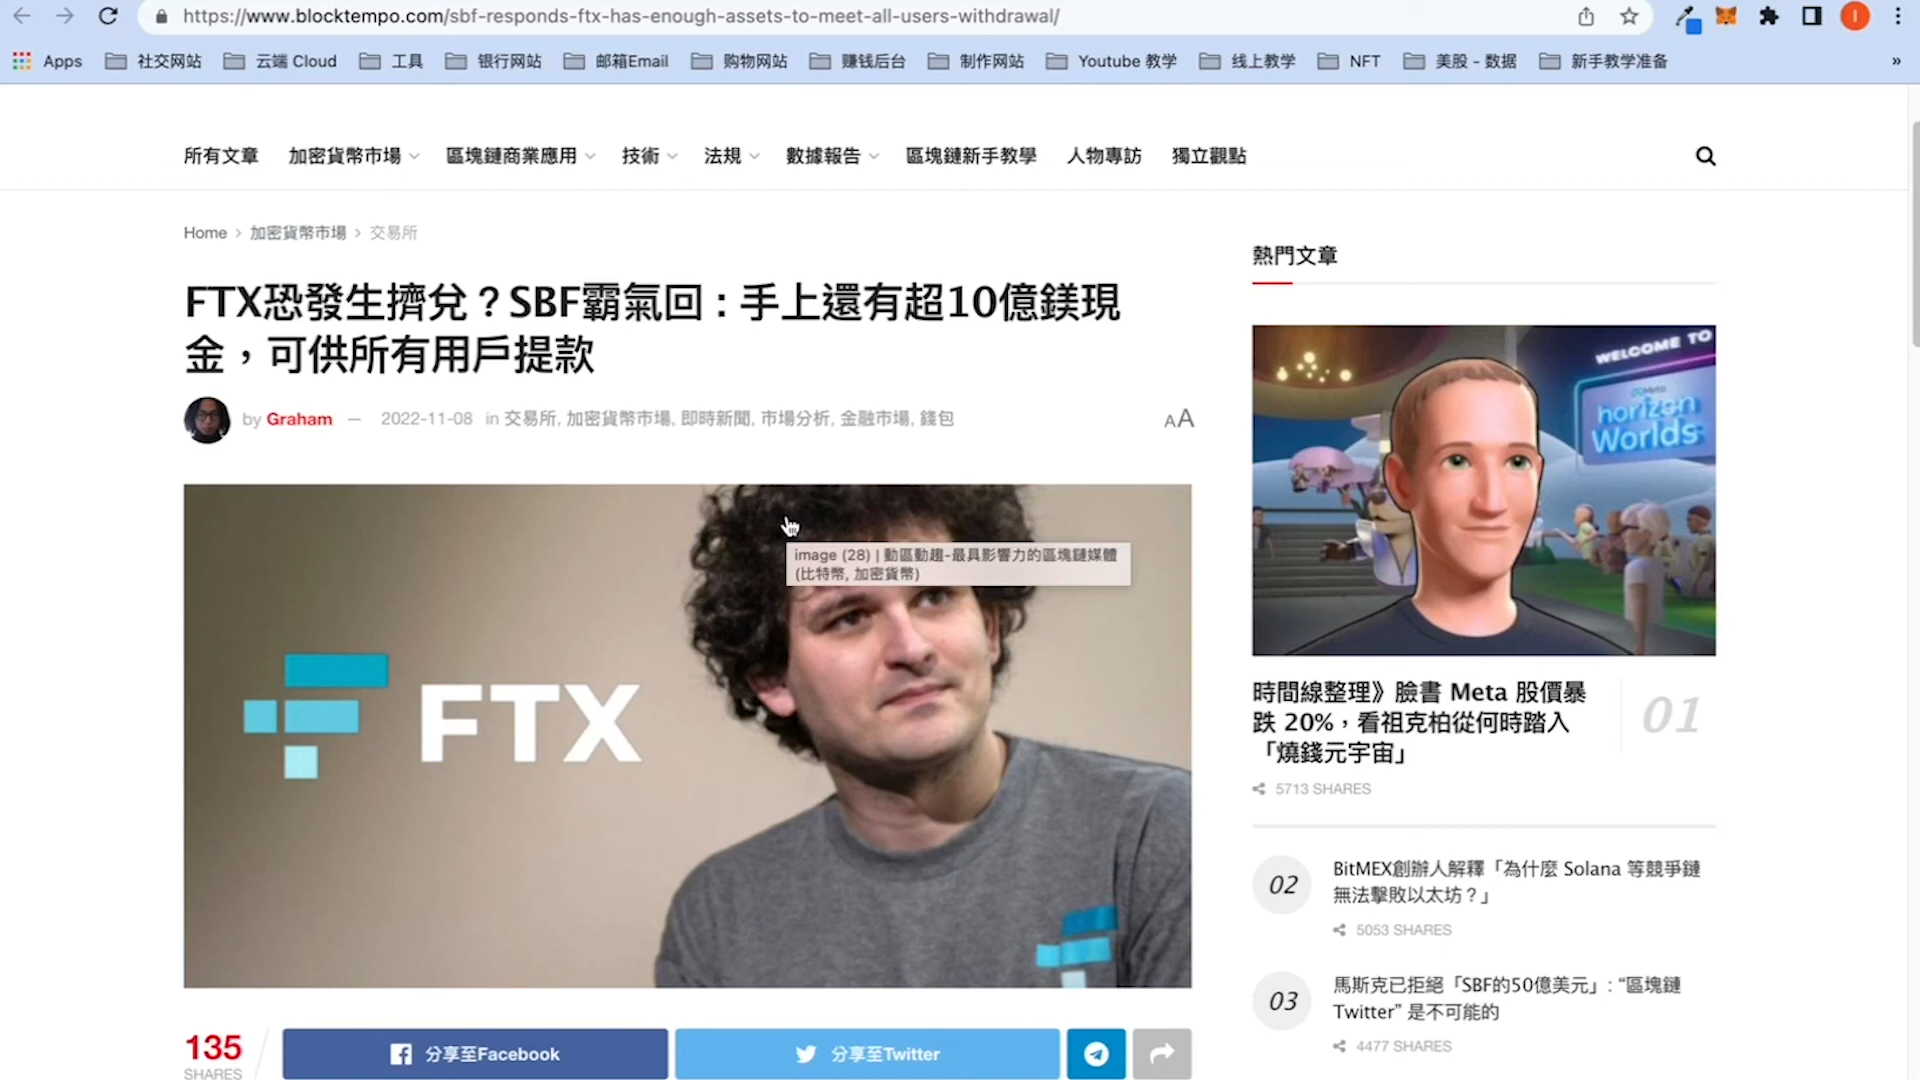 https://www.blocktempo.com/sbf-responds-ftx-has-enough-assets-to-meet-all-users-withdrawal/
Apps 社交网站 云端 Cloud 工具 银行网站 邮箱Email 购物网站 赚钱后台 制作网站 Youtube 教学 线上教学 NFT 美股 - 数据 新手教学准备 »
所有文章 加密貨幣市場 區塊鏈商業應用 技術 法規 數據報告 區塊鏈新手教學 人物專訪 獨立觀點
Home > 加密貨幣市場 > 交易所
FTX恐發生擠兌？SBF霸氣回：手上還有超10億鎂現
金，可供所有用戶提款
by Graham — 2022-11-08 in 交易所, 加密貨幣市場, 即時新聞, 市場分析, 金融市場, 錢包
AA
image (28) | 動區動趨-最具影響力的區塊鏈媒體
(比特幣, 加密貨幣)
FTX
135
SHARES
分享至Facebook
分享至Twitter
熱門文章
WELCOME TO
Meta
horizon
Worlds
時間線整理》臉書 Meta 股價暴
跌 20%，看祖克柏從何時踏入
「燒錢元宇宙」
01
5713 SHARES
02
BitMEX創辦人解釋「為什麼 Solana 等競爭鏈
無法擊敗以太坊？」
5053 SHARES
03
馬斯克已拒絕「SBF的50億美元」: “區塊鏈
Twitter” 是不可能的
4477 SHARES